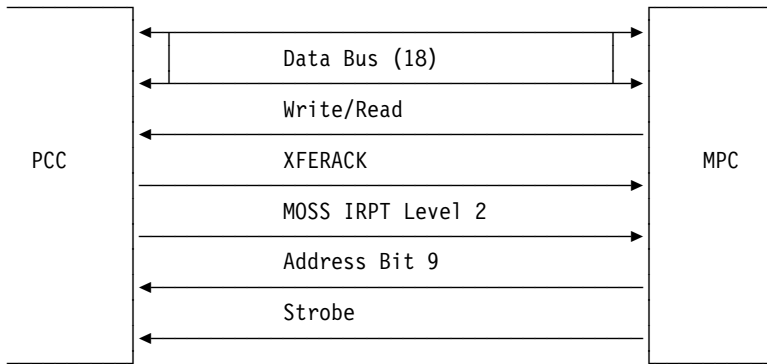 Data Bus (18)
Write/Read
PCC XFERACK MPC
MOSS IRPT Level 2
Address Bit 9
Strobe